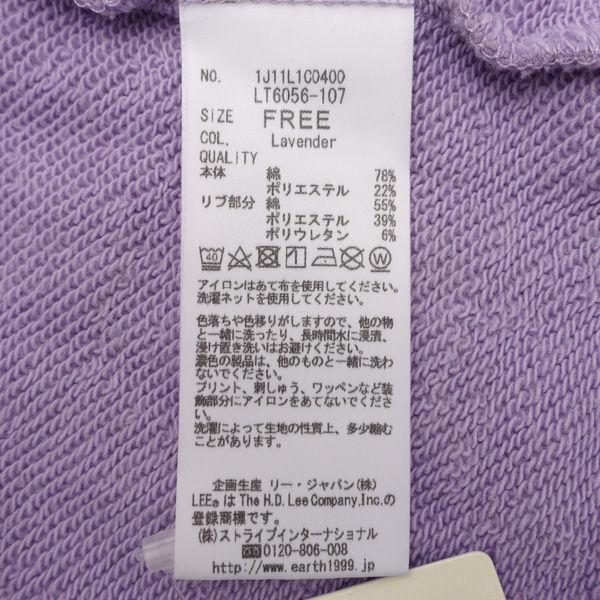 NO. 1J11L1C0400
LT6056-107
SIZE FREE
COL. Lavender
QUALITY
本体 綿 78%
ポリエステル 22%
リブ部分 綿 55%
ポリエステル 39%
ポリウレタン 6%
40 W
アイロンはあて布を使用してください。
洗濯ネットを使用してください。
色落ちや色移りがしますので、他の物
と一緒に洗ったり、長時間水に浸漬、
浸け置き洗いはお避けください。
濃色の製品は、他のものと一緒に洗わ
ないでください。
プリント、刺しゅう、ワッペンなど装
飾部分にアイロンをあてないでください。
洗濯によって生地の性質上、多少縮む
ことがあります。
企画生産 リー・ジャパン(株)
LEE® は The H.D. Lee Company, Inc. の
登録商標です。
(株)ストライプインターナショナル
0120-806-008
http://www.earth1999.jp/